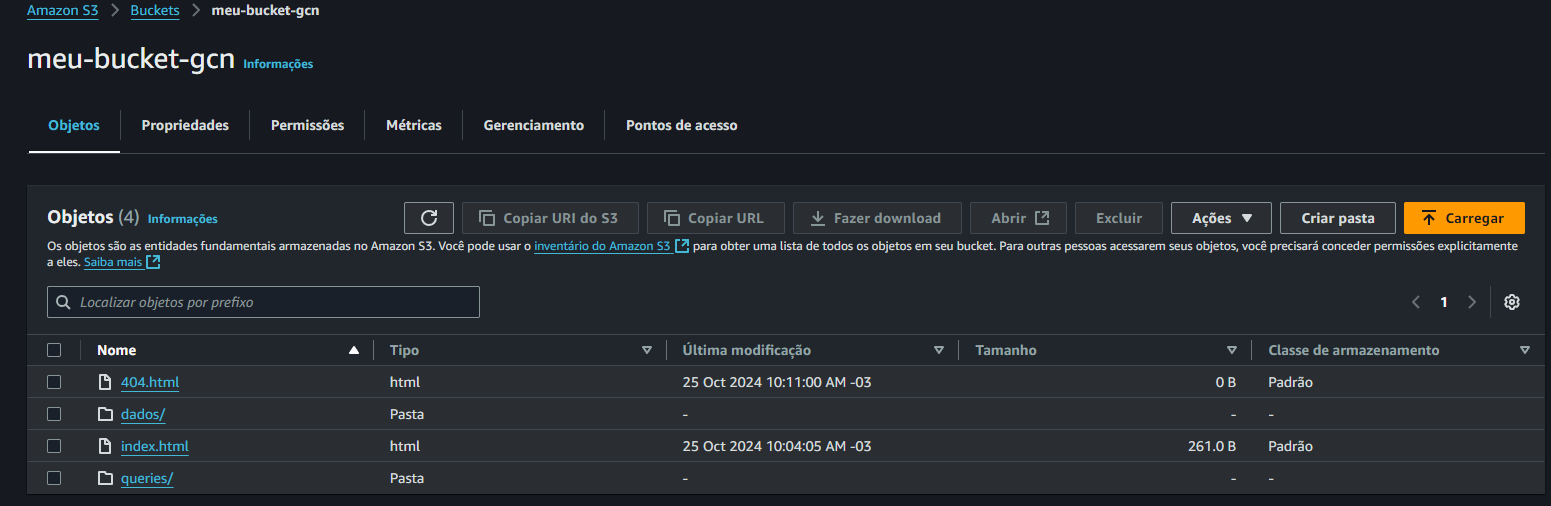 Amazon S3 > Buckets > meu-bucket-gcn
meu-bucket-gcn Informações
Objetos Propriedades Permissões Métricas Gerenciamento Pontos de acesso
Objetos (4) Informações Copiar URI do S3 Copiar URL Fazer download Abrir Excluir Ações Criar pasta Carregar
Os objetos são as entidades fundamentais armazenadas no Amazon S3. Você pode usar o inventário do Amazon S3 para obter uma lista de todos os objetos em seu bucket. Para outras pessoas acessarem seus objetos, você precisará conceder permissões explicitamente
a eles. Saiba mais
Localizar objetos por prefixo < 1 >
Nome Tipo Última modificação Tamanho Classe de armazenamento
404.html html 25 Oct 2024 10:11:00 AM -03 0 B Padrão
dados/ Pasta - - -
index.html html 25 Oct 2024 10:04:05 AM -03 261.0 B Padrão
queries/ Pasta - - -